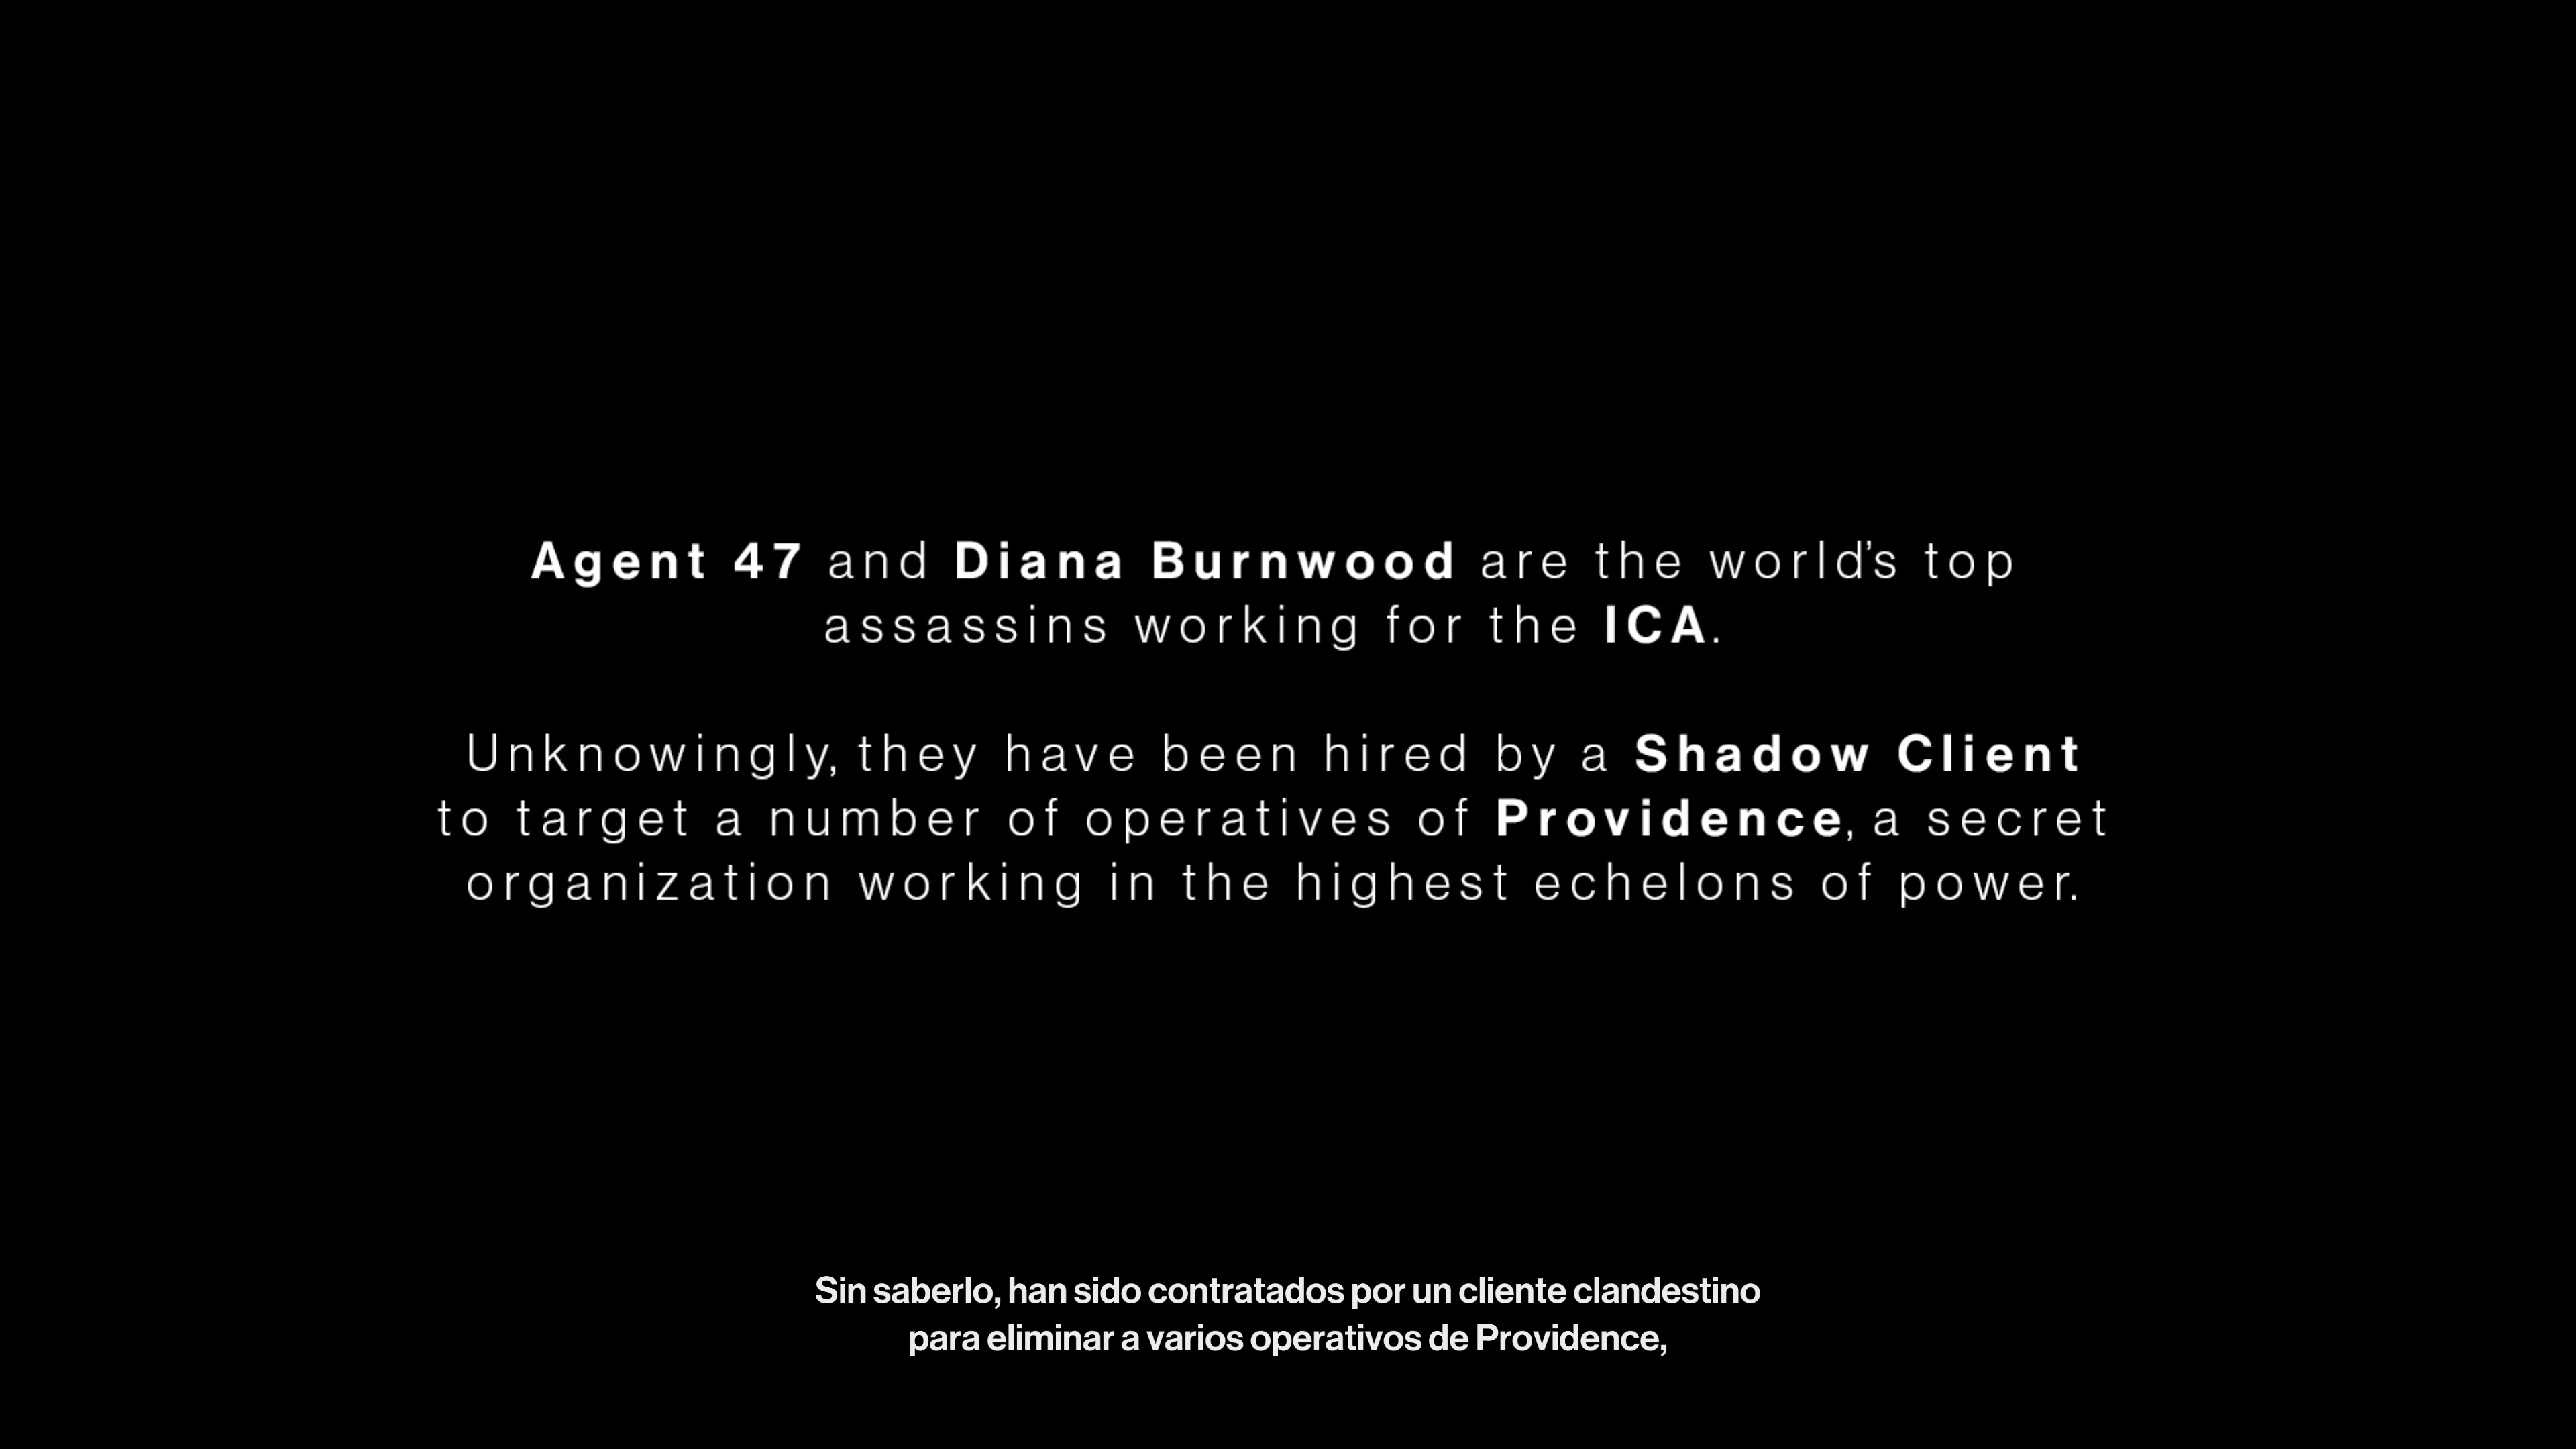 Agent 47 and Diana Burnwood are the world’s top
assassins working for the ICA.
Unknowingly, they have been hired by a Shadow Client
to target a number of operatives of Providence, a secret
organization working in the highest echelons of power.
Sin saberlo, han sido contratados por un cliente clandestino
para eliminar a varios operativos de Providence,